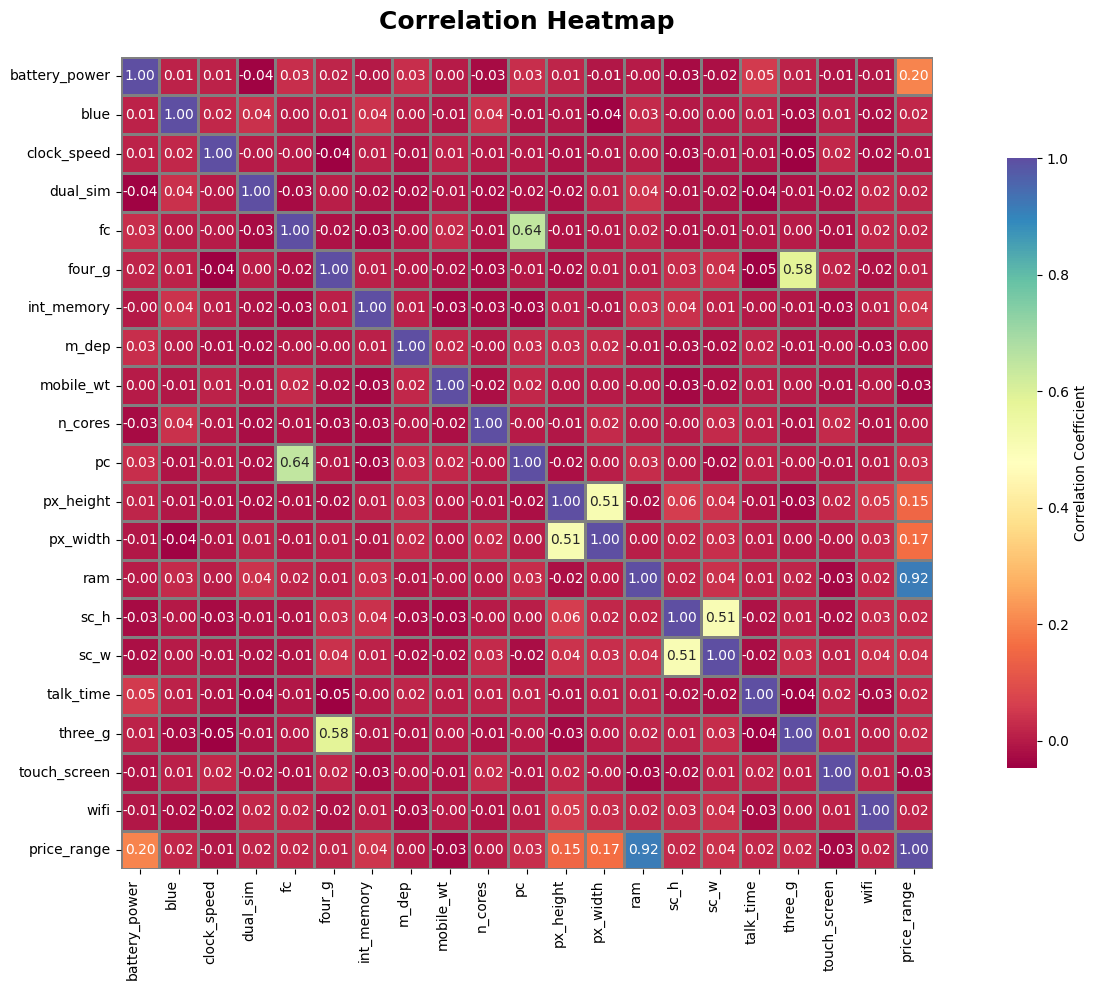 Correlation Heatmap
battery_power 1.00 0.01 0.01 -0.04 0.03 0.02 -0.00 0.03 0.00 -0.03 0.03 0.01 -0.01 -0.00 -0.03 -0.02 0.05 0.01 -0.01 -0.01 0.20
blue 0.01 1.00 0.02 0.04 0.00 0.01 0.04 0.00 -0.01 0.04 -0.01 -0.01 -0.04 0.03 -0.00 0.00 0.01 -0.03 0.01 -0.02 0.02
clock_speed 0.01 0.02 1.00 -0.00 -0.00 -0.04 0.01 -0.01 0.01 -0.01 -0.01 -0.01 -0.01 0.00 -0.03 -0.01 -0.01 -0.05 0.02 -0.02 -0.01
dual_sim -0.04 0.04 -0.00 1.00 -0.03 0.00 -0.02 -0.02 -0.01 -0.02 -0.02 -0.02 0.01 0.04 -0.01 -0.02 -0.04 -0.01 -0.02 0.02 0.02
fc 0.03 0.00 -0.00 -0.03 1.00 -0.02 -0.03 -0.00 0.02 -0.01 0.64 -0.01 -0.01 0.02 -0.01 -0.01 -0.01 0.00 -0.01 0.02 0.02
four_g 0.02 0.01 -0.04 0.00 -0.02 1.00 0.01 -0.00 -0.02 -0.03 -0.01 -0.02 0.01 0.01 0.03 0.04 -0.05 0.58 0.02 -0.02 0.01
int_memory -0.00 0.04 0.01 -0.02 -0.03 0.01 1.00 0.01 -0.03 -0.03 -0.03 0.01 -0.01 0.03 0.04 0.01 -0.00 -0.01 -0.03 0.01 0.04
m_dep 0.03 0.00 -0.01 -0.02 -0.00 -0.00 0.01 1.00 0.02 -0.00 0.03 0.03 0.02 -0.01 -0.03 -0.02 0.02 -0.01 -0.00 -0.03 0.00
mobile_wt 0.00 -0.01 0.01 -0.01 0.02 -0.02 -0.03 0.02 1.00 -0.02 0.02 0.00 0.00 -0.00 -0.03 -0.02 0.01 0.00 -0.01 -0.00 -0.03
n_cores -0.03 0.04 -0.01 -0.02 -0.01 -0.03 -0.03 -0.00 -0.02 1.00 -0.00 -0.01 0.02 0.00 -0.00 0.03 0.01 -0.01 0.02 -0.01 0.00
pc 0.03 -0.01 -0.01 -0.02 0.64 -0.01 -0.03 0.03 0.02 -0.00 1.00 -0.02 0.00 0.03 0.00 -0.02 0.01 -0.00 -0.01 0.01 0.03
px_height 0.01 -0.01 -0.01 -0.02 -0.01 -0.02 0.01 0.03 0.00 -0.01 -0.02 1.00 0.51 -0.02 0.06 0.04 -0.01 -0.03 0.02 0.05 0.15
px_width -0.01 -0.04 -0.01 0.01 -0.01 0.01 -0.01 0.02 0.00 0.02 0.00 0.51 1.00 0.00 0.02 0.03 0.01 0.00 -0.00 0.03 0.17
ram -0.00 0.03 0.00 0.04 0.02 0.01 0.03 -0.01 -0.00 0.00 0.03 -0.02 0.00 1.00 0.02 0.04 0.01 0.02 -0.03 0.02 0.92
sc_h -0.03 -0.00 -0.03 -0.01 -0.01 0.03 0.04 -0.03 -0.03 -0.00 0.00 0.06 0.02 0.02 1.00 0.51 -0.02 0.01 -0.02 0.03 0.02
sc_w -0.02 0.00 -0.01 -0.02 -0.01 0.04 0.01 -0.02 -0.02 0.03 -0.02 0.04 0.03 0.04 0.51 1.00 -0.02 0.03 0.01 0.04 0.04
talk_time 0.05 0.01 -0.01 -0.04 -0.01 -0.05 -0.00 0.02 0.01 0.01 0.01 -0.01 0.01 0.01 -0.02 -0.02 1.00 -0.04 0.02 -0.03 0.02
three_g 0.01 -0.03 -0.05 -0.01 0.00 0.58 -0.01 -0.01 0.00 -0.01 -0.00 -0.03 0.00 0.02 0.01 0.03 -0.04 1.00 0.01 0.00 0.02
touch_screen -0.01 0.01 0.02 -0.02 -0.01 0.02 -0.03 -0.00 -0.01 0.02 -0.01 0.02 -0.00 -0.03 -0.02 0.01 0.02 0.01 1.00 0.01 -0.03
wifi -0.01 -0.02 -0.02 0.02 0.02 -0.02 0.01 -0.03 -0.00 -0.01 0.01 0.05 0.03 0.02 0.03 0.04 -0.03 0.00 0.01 1.00 0.02
price_range 0.20 0.02 -0.01 0.02 0.02 0.01 0.04 0.00 -0.03 0.00 0.03 0.15 0.17 0.92 0.02 0.04 0.02 0.02 -0.03 0.02 1.00
battery_power blue clock_speed dual_sim fc four_g int_memory m_dep mobile_wt n_cores pc px_height px_width ram sc_h sc_w talk_time three_g touch_screen wifi price_range
1.0
0.8
0.6
0.4
0.2
0.0
Correlation Coefficient